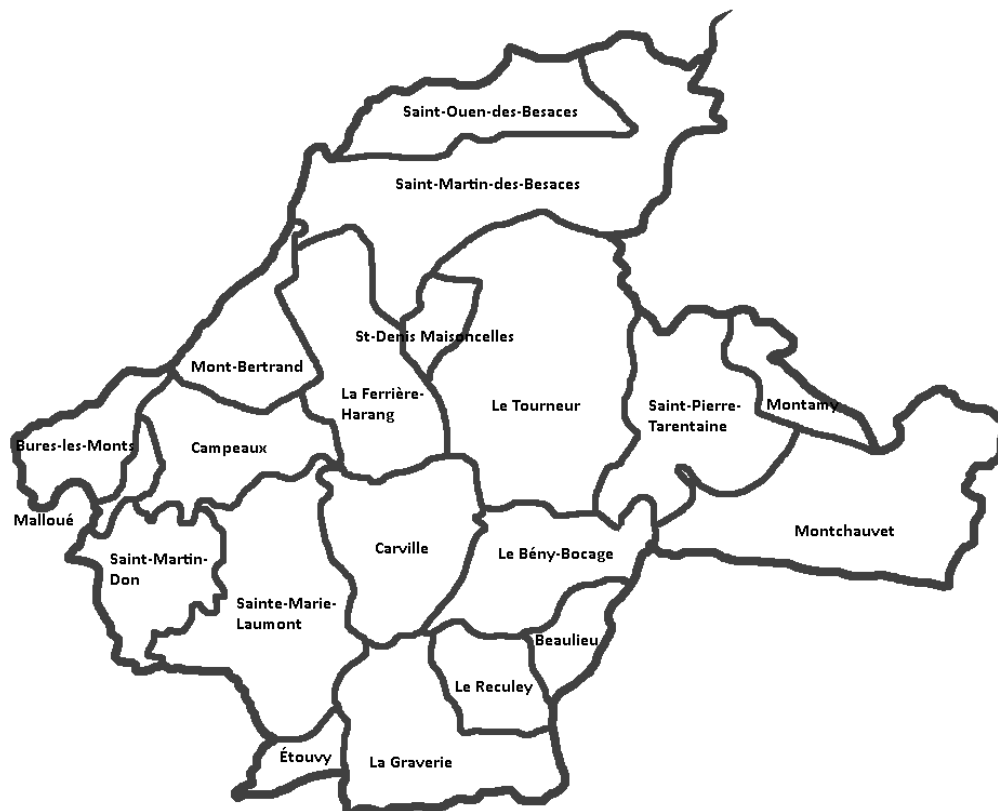 Saint-Ouen-des-Besaces
Saint-Martin-des-Besaces
St-Denis Maisoncelles
Mont-Bertrand
La Ferrière-
Harang
Le Tourneur
Saint-Pierre-
Tarentaine
Montamy
Bures-les-Monts
Campeaux
Malloué
Montchauvet
Saint-Martin-
Don
Carville
Le Bény-Bocage
Sainte-Marie-
Laumont
Beaulieu
Le Reculey
Étouvy
La Graverie